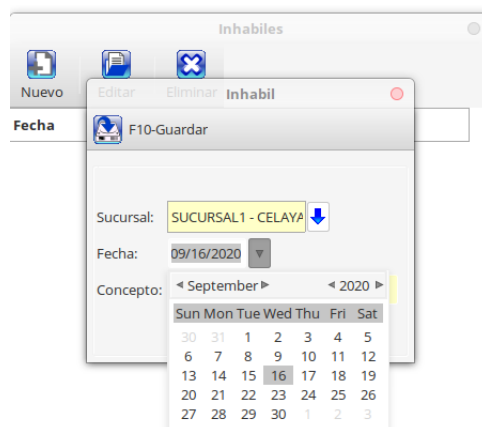 Inhabiles
Nuevo Editar Eliminar
Fecha
Inhabil
F10-Guardar
Sucursal: SUCURSAL1 - CELAYA
Fecha: 09/16/2020
Concepto:
September 2020
Sun Mon Tue Wed Thu Fri Sat
30 31 1 2 3 4 5
6 7 8 9 10 11 12
13 14 15 16 17 18 19
20 21 22 23 24 25 26
27 28 29 30 1 2 3